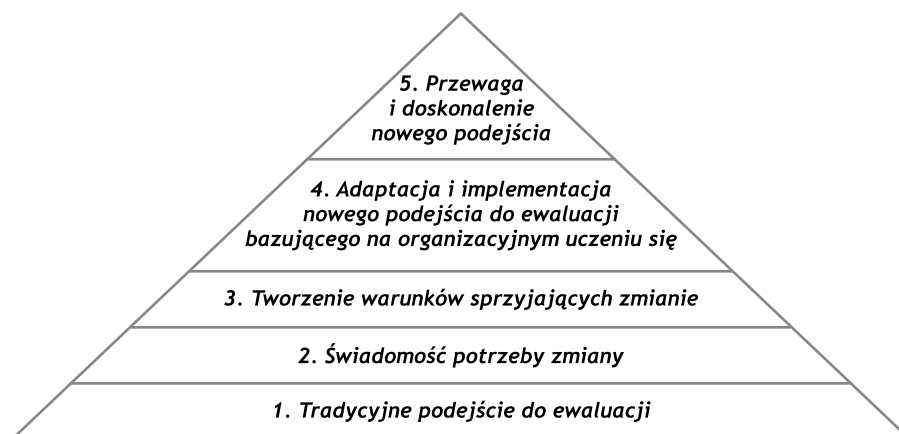 5. Przewaga
i doskonalenie
nowego podejścia
4. Adaptacja i implementacja
nowego podejścia do ewaluacji
bazującego na organizacyjnym uczeniu się
3. Tworzenie warunków sprzyjających zmianie
2. Świadomość potrzeby zmiany
1. Tradycyjne podejście do ewaluacji